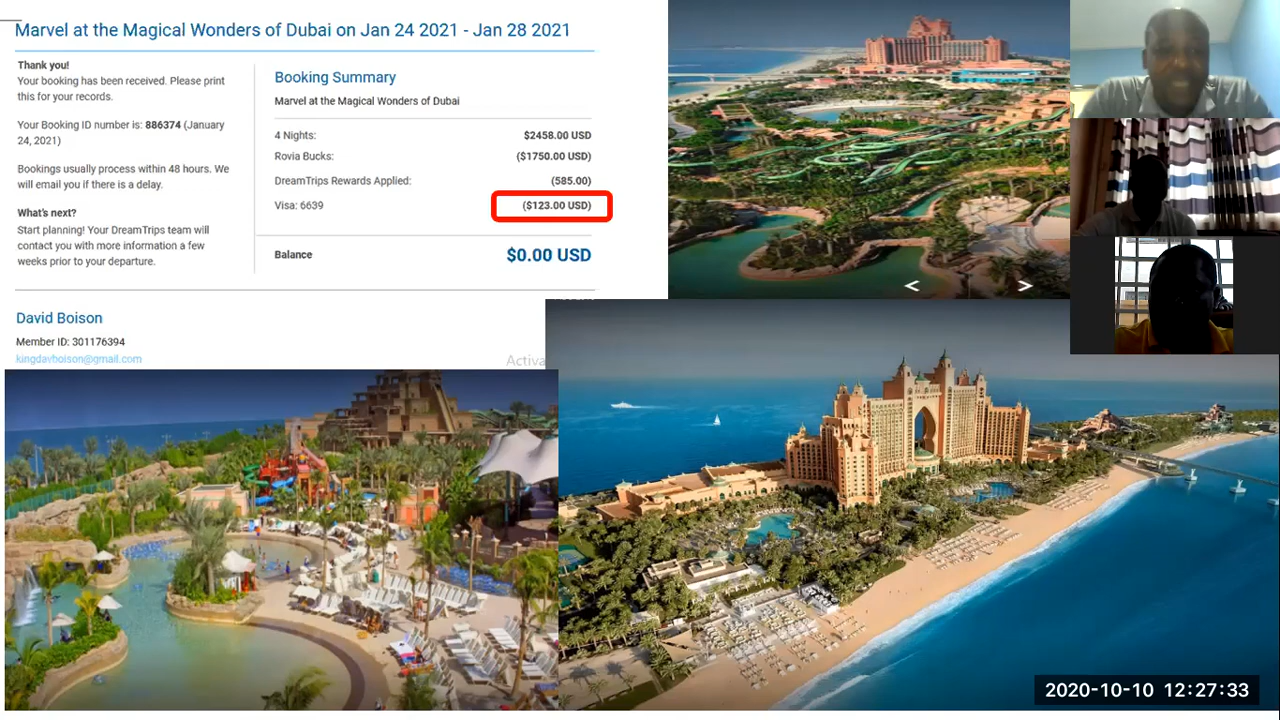 Marvel at the Magical Wonders of Dubai on Jan 24 2021 - Jan 28 2021
Thank you!
Your booking has been received. Please print
this for your records.
Your Booking ID number is: 886374 (January
24, 2021)
Bookings usually process within 48 hours. We
will email you if there is a delay.
What's next?
Start planning! Your DreamTrips team will
contact you with more information a few
weeks prior to your departure.
Booking Summary
Marvel at the Magical Wonders of Dubai
4 Nights: $2458.00 USD
Rovia Bucks: ($1750.00 USD)
DreamTrips Rewards Applied: (585.00)
Visa: 6639 ($123.00 USD)
Balance $0.00 USD
David Boison
Member ID: 301176394
kingdavboison@gmail.com
Activa
2020-10-10 12:27:33